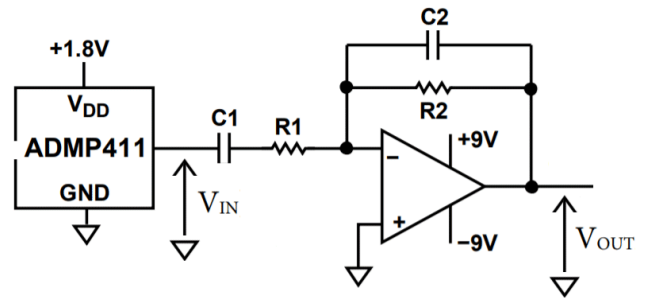 +1.8V
VDD
ADMP411
GND
C1
R1
VIN
C2
R2
+9V
−
+
−9V
VOUT